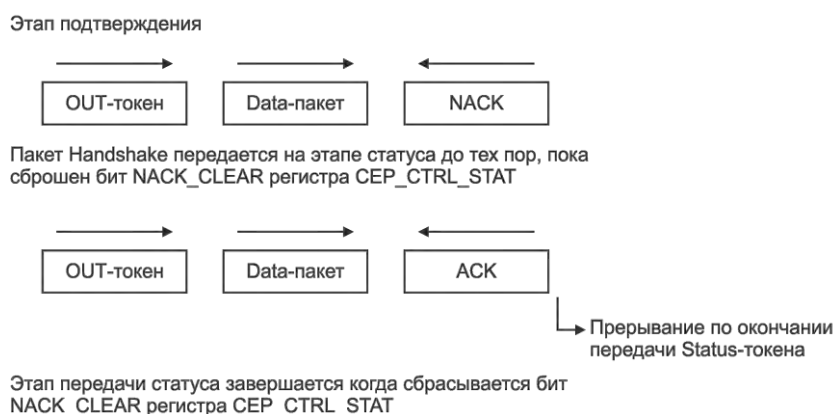 Этап подтверждения
OUT-токен Data-пакет NACK
Пакет Handshake передается на этапе статуса до тех пор, пока
сброшен бит NACK_CLEAR регистра CEP_CTRL_STAT
OUT-токен Data-пакет ACK
Прерывание по окончании
передачи Status-токена
Этап передачи статуса завершается когда сбрасывается бит
NACK_CLEAR регистра CEP_CTRL_STAT